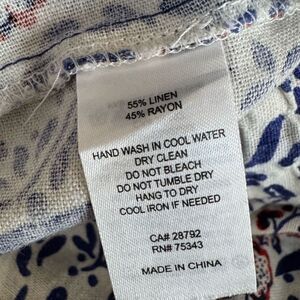 55% LINEN
45% RAYON
HAND WASH IN COOL WATER
DRY CLEAN
DO NOT BLEACH
DO NOT TUMBLE DRY
HANG TO DRY
COOL IRON IF NEEDED
CA# 28792
RN# 75343
MADE IN CHINA